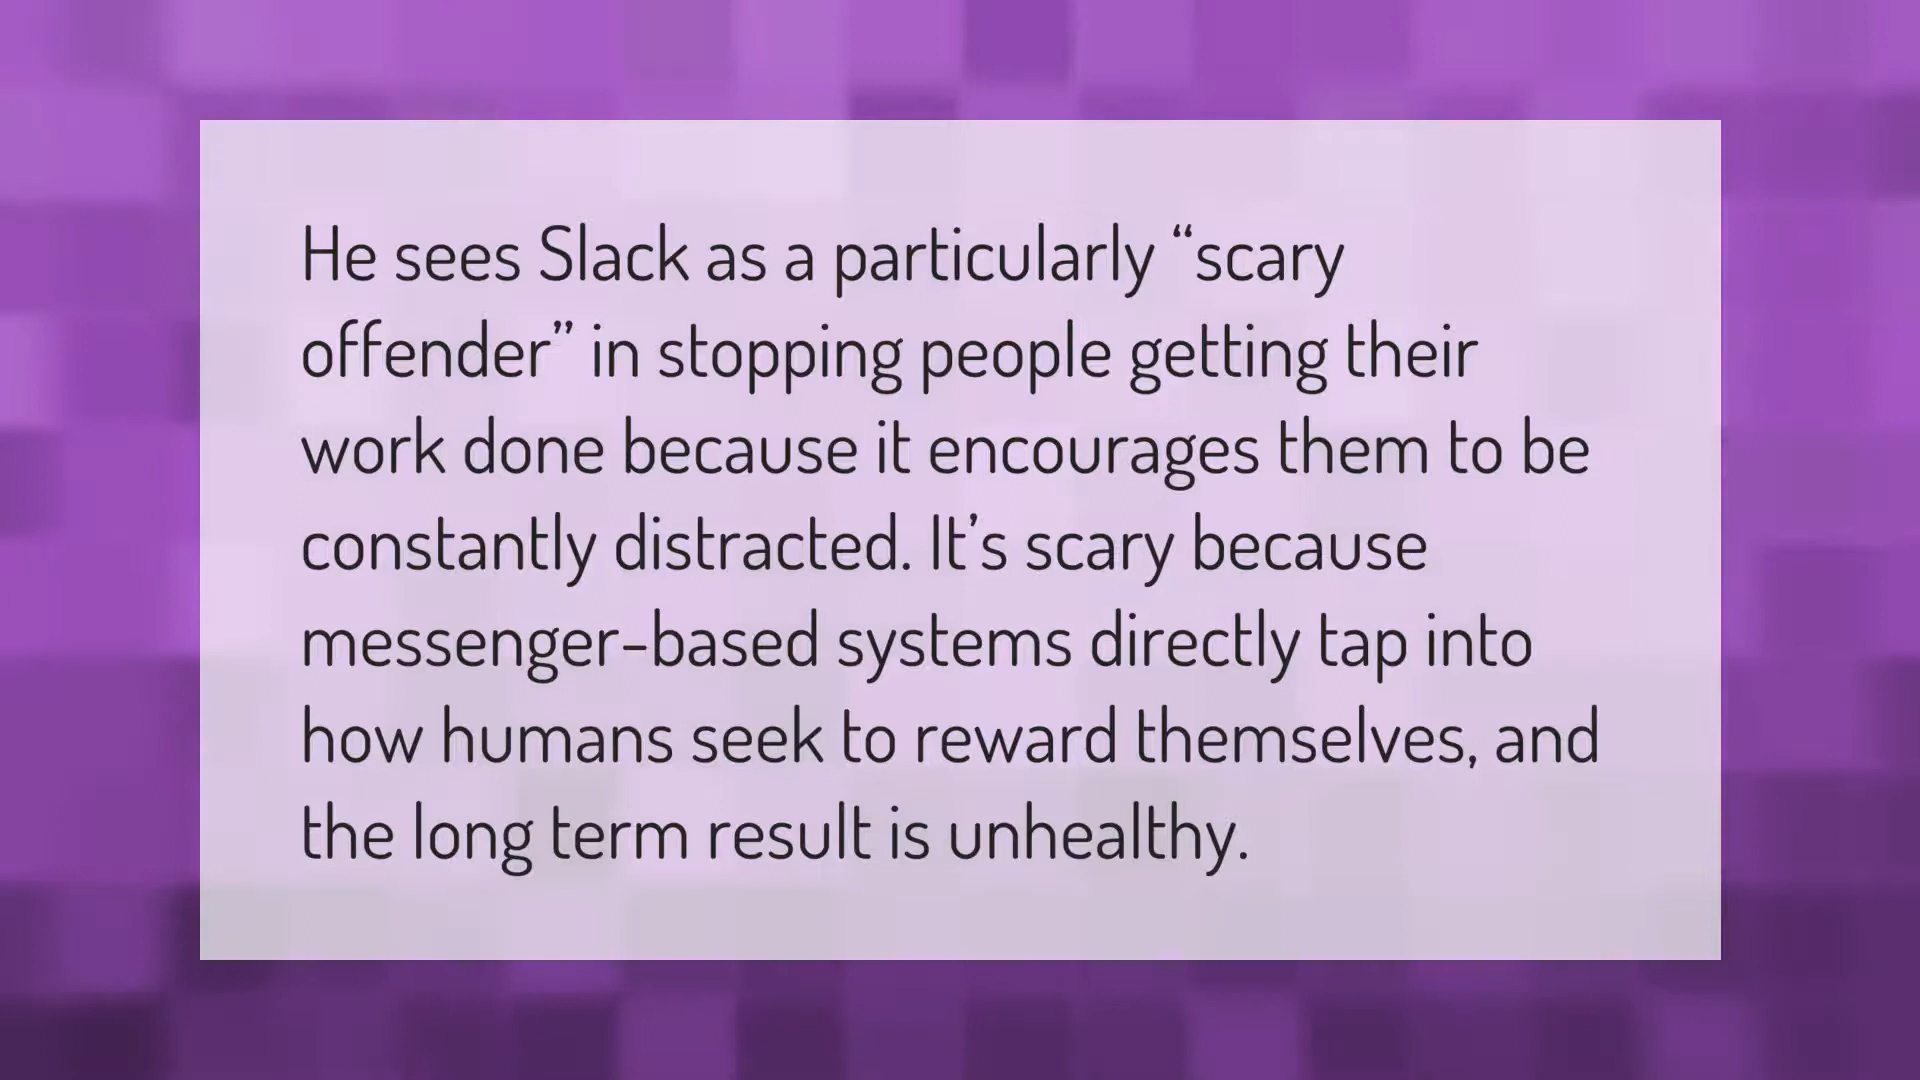 He sees Slack as a particularly “scary
offender” in stopping people getting their
work done because it encourages them to be
constantly distracted. It’s scary because
messenger-based systems directly tap into
how humans seek to reward themselves, and
the long term result is unhealthy.